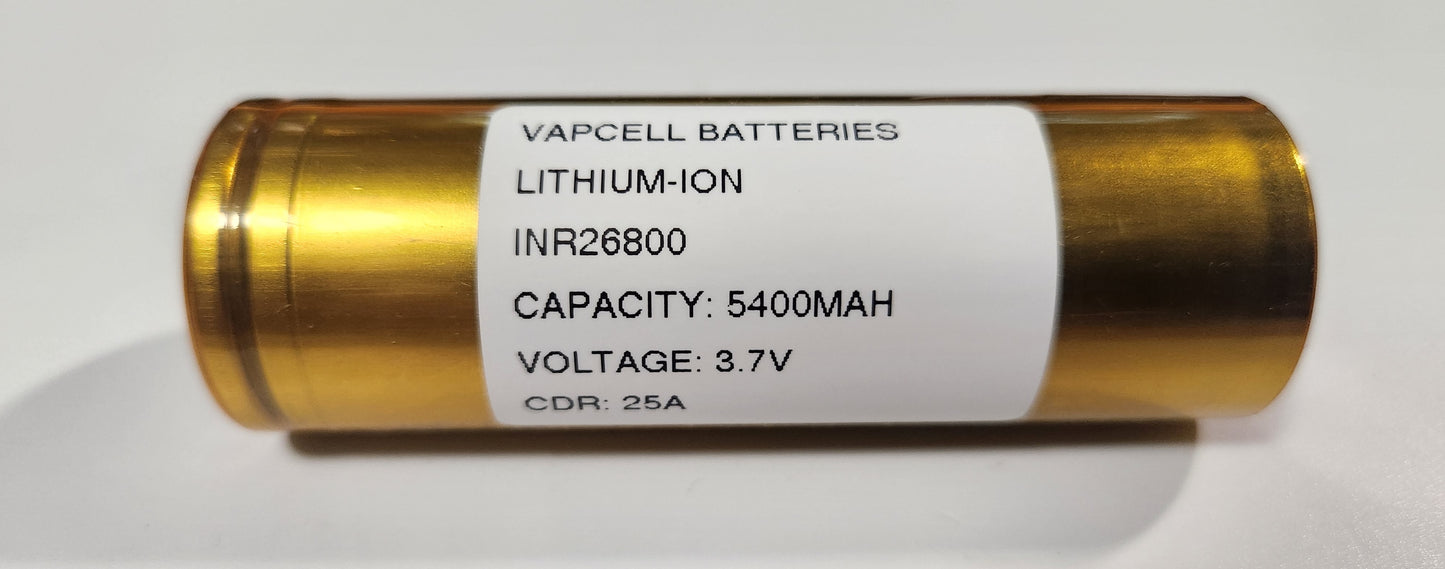 VAPCELL BATTERIES
LITHIUM-ION
INR26800
CAPACITY: 5400MAH
VOLTAGE: 3.7V
CDR: 25A